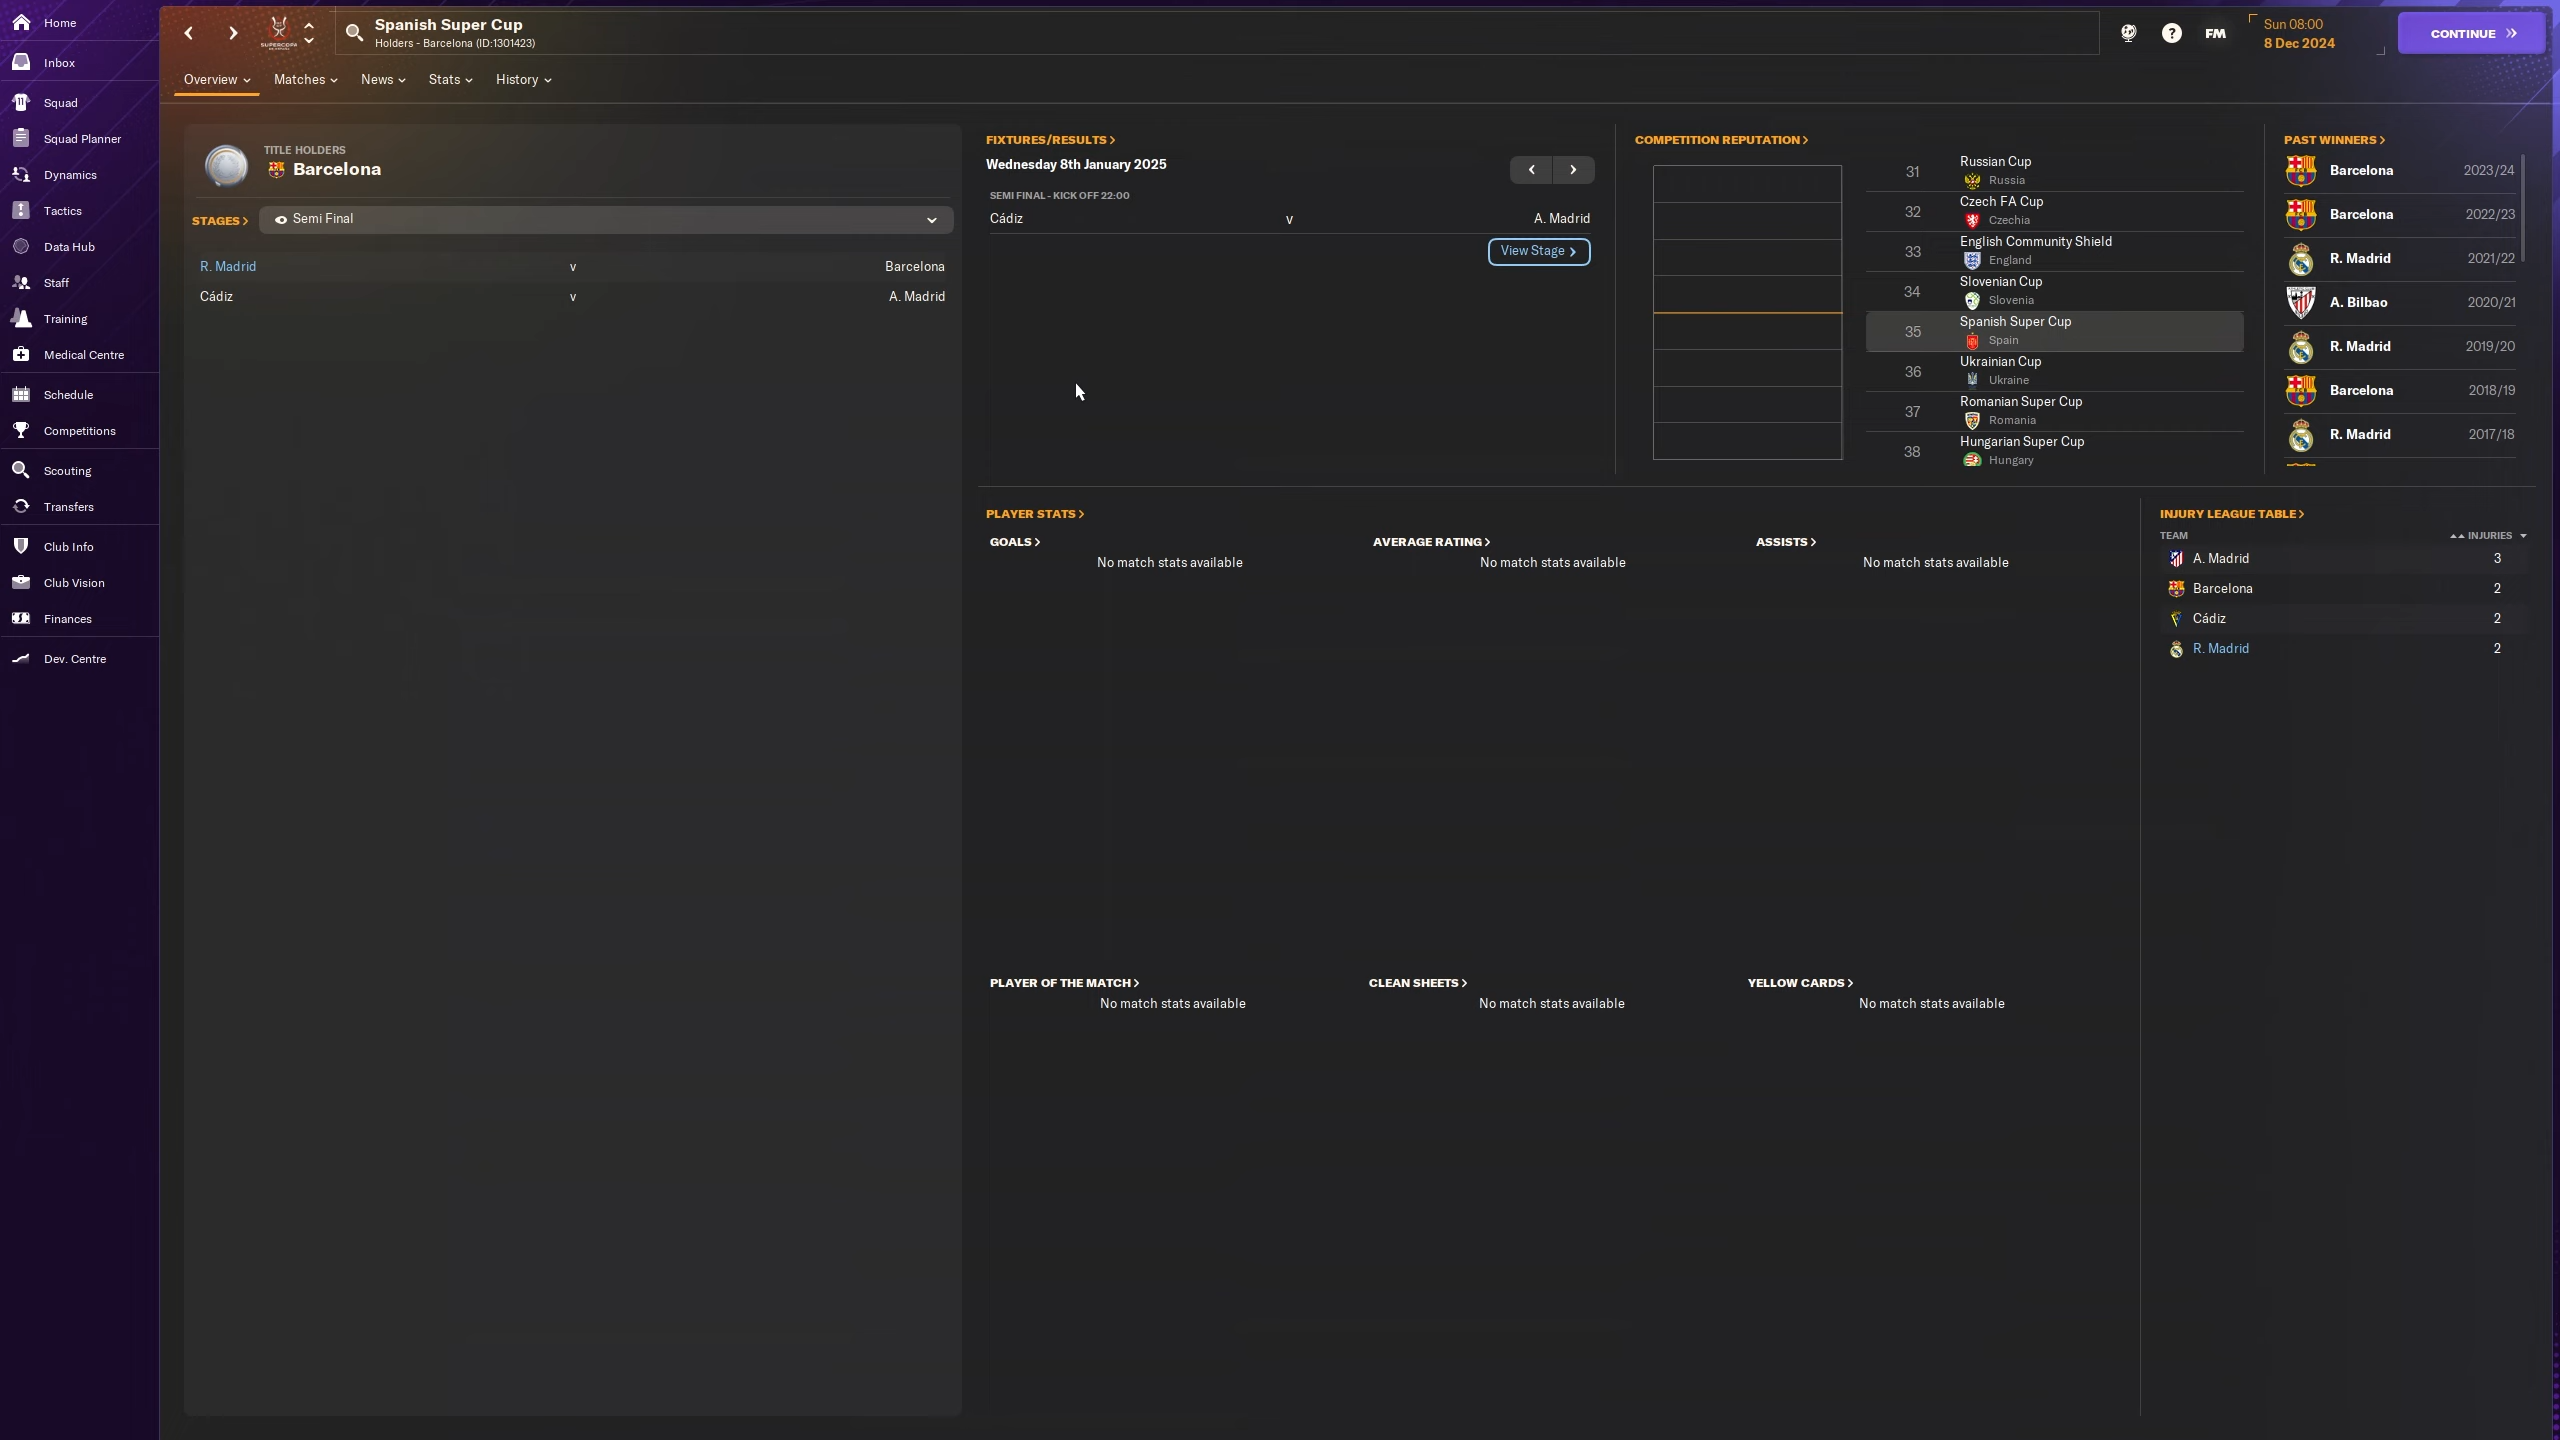 Home
Inbox
Squad
Squad Planner
Dynamics
Tactics
Data Hub
Staff
Training
Medical Centre
Schedule
Competitions
Scouting
Transfers
Club Info
Club Vision
Finances
Dev. Centre
Spanish Super Cup
Holders - Barcelona (ID:1301423)
FM
Sun 08:00
8 Dec 2024
CONTINUE
Overview
Matches
News
Stats
History
TITLE HOLDERS
Barcelona
STAGES
Semi Final
R. Madrid v Barcelona
Cádiz v A. Madrid
FIXTURES/RESULTS
Wednesday 8th January 2025
SEMI FINAL - KICK OFF 22:00
Cádiz v A. Madrid
View Stage
COMPETITION REPUTATION
31 Russian Cup
Russia
32 Czech FA Cup
Czechia
33 English Community Shield
England
34 Slovenian Cup
Slovenia
35 Spanish Super Cup
Spain
36 Ukrainian Cup
Ukraine
37 Romanian Super Cup
Romania
38 Hungarian Super Cup
Hungary
PAST WINNERS
Barcelona 2023/24
Barcelona 2022/23
R. Madrid 2021/22
A. Bilbao 2020/21
R. Madrid 2019/20
Barcelona 2018/19
R. Madrid 2017/18
PLAYER STATS
GOALS
No match stats available
AVERAGE RATING
No match stats available
ASSISTS
No match stats available
PLAYER OF THE MATCH
No match stats available
CLEAN SHEETS
No match stats available
YELLOW CARDS
No match stats available
INJURY LEAGUE TABLE
TEAM INJURIES
A. Madrid 3
Barcelona 2
Cádiz 2
R. Madrid 2